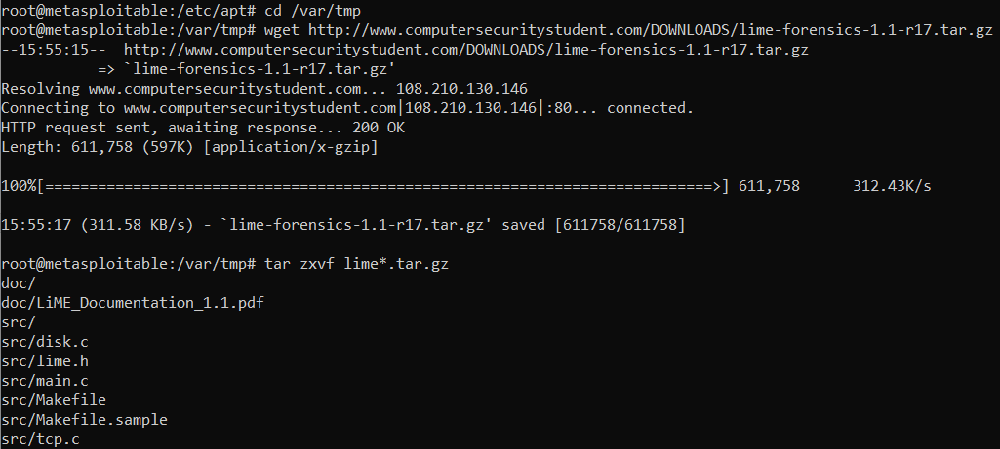 root@metasploitable:/etc/apt# cd /var/tmp
root@metasploitable:/var/tmp# wget http://www.computersecuritystudent.com/DOWNLOADS/lime-forensics-1.1-r17.tar.gz
--15:55:15--  http://www.computersecuritystudent.com/DOWNLOADS/lime-forensics-1.1-r17.tar.gz
           => `lime-forensics-1.1-r17.tar.gz'
Resolving www.computersecuritystudent.com... 108.210.130.146
Connecting to www.computersecuritystudent.com|108.210.130.146|:80... connected.
HTTP request sent, awaiting response... 200 OK
Length: 611,758 (597K) [application/x-gzip]
100%[============================================================================>] 611,758      312.43K/s
15:55:17 (311.58 KB/s) - `lime-forensics-1.1-r17.tar.gz' saved [611758/611758]
root@metasploitable:/var/tmp# tar zxvf lime*.tar.gz
doc/
doc/LiME_Documentation_1.1.pdf
src/
src/disk.c
src/lime.h
src/main.c
src/Makefile
src/Makefile.sample
src/tcp.c